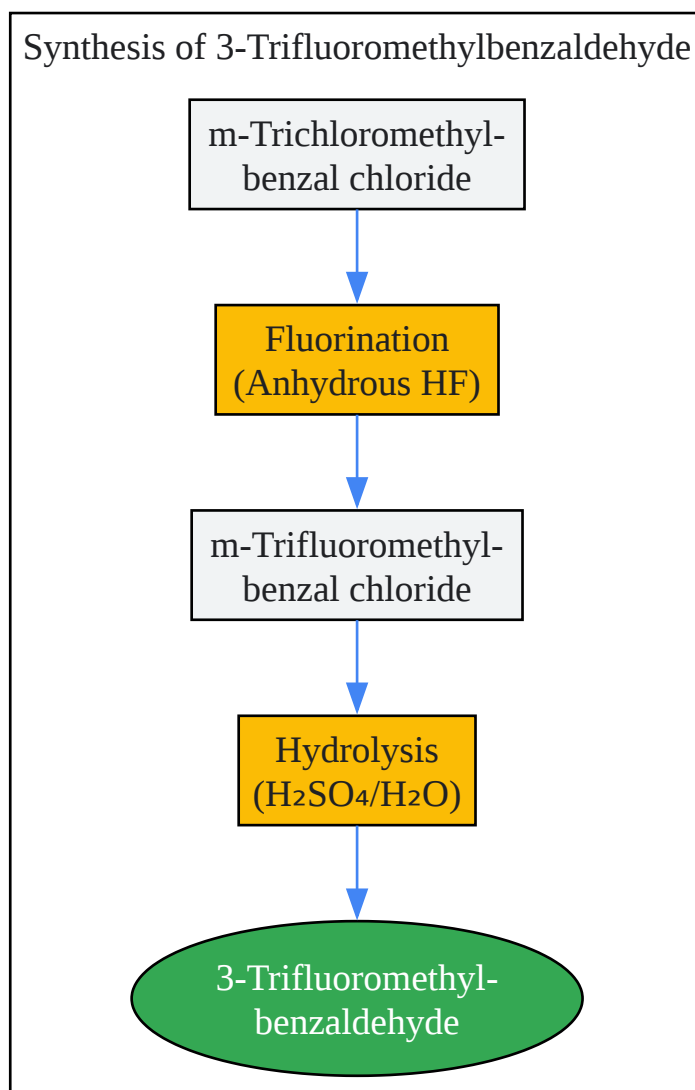 Synthesis of 3-Trifluoromethylbenzaldehyde
m-Trichloromethyl-
benzal chloride
Fluorination
(Anhydrous HF)
m-Trifluoromethyl-
benzal chloride
Hydrolysis
(H₂SO₄/H₂O)
3-Trifluoromethyl-
benzaldehyde